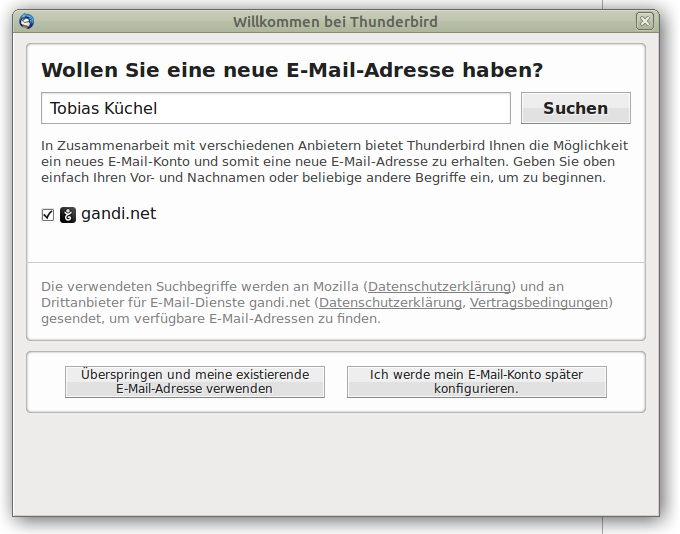 Willkommen bei Thunderbird
Wollen Sie eine neue E-Mail-Adresse haben?
Tobias Küchel
Suchen
In Zusammenarbeit mit verschiedenen Anbietern bietet Thunderbird Ihnen die Möglichkeit
ein neues E-Mail-Konto und somit eine neue E-Mail-Adresse zu erhalten. Geben Sie oben
einfach Ihren Vor- und Nachnamen oder beliebige andere Begriffe ein, um zu beginnen.
gandi.net
Die verwendeten Suchbegriffe werden an Mozilla (Datenschutzerklärung) und an
Drittanbieter für E-Mail-Dienste gandi.net (Datenschutzerklärung, Vertragsbedingungen)
gesendet, um verfügbare E-Mail-Adressen zu finden.
Überspringen und meine existierende
E-Mail-Adresse verwenden
Ich werde mein E-Mail-Konto später
konfigurieren.